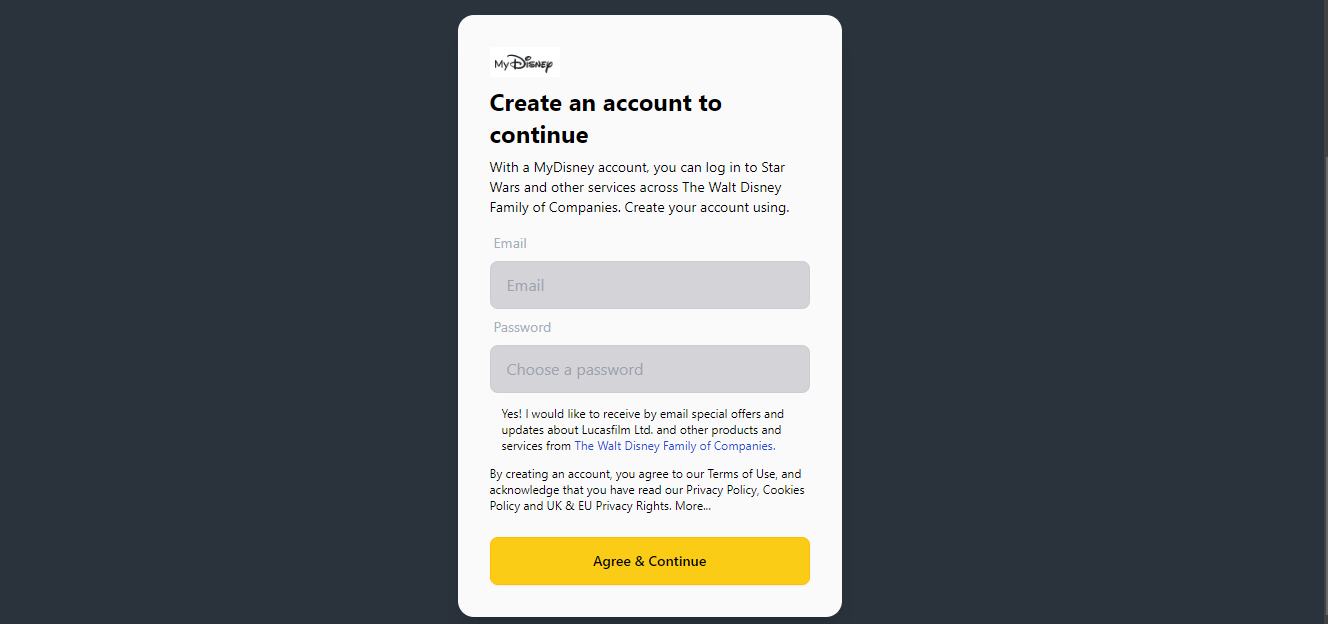 My Disney
Create an account to
continue
With a MyDisney account, you can log in to Star
Wars and other services across The Walt Disney
Family of Companies. Create your account using.
Email
Email
Password
Choose a password
Yes! I would like to receive by email special offers and
updates about Lucasfilm Ltd. and other products and
services from The Walt Disney Family of Companies.
By creating an account, you agree to our Terms of Use, and
acknowledge that you have read our Privacy Policy, Cookies
Policy and UK & EU Privacy Rights. More...
Agree & Continue